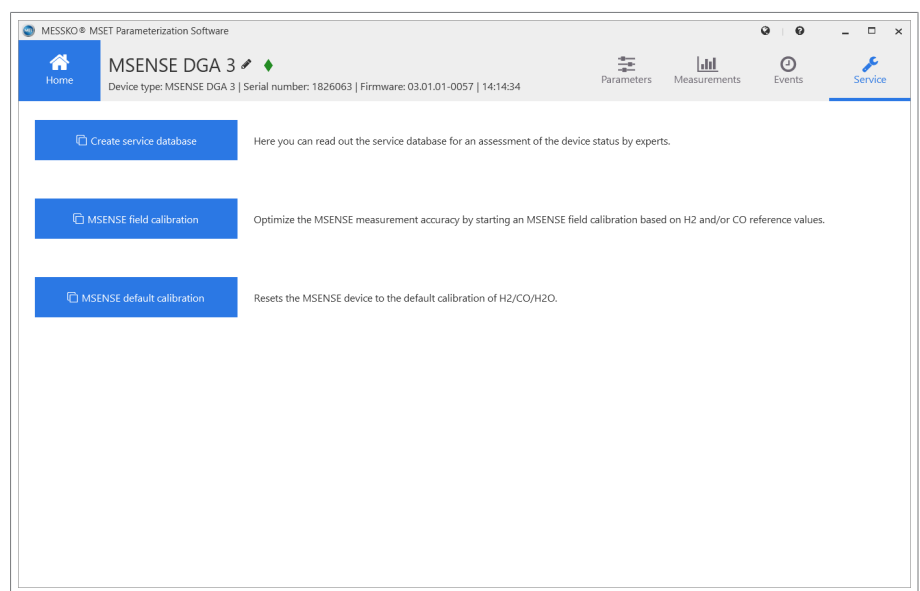 MESSKO® MSET Parameterization Software
Home
MSENSE DGA 3
Device type: MSENSE DGA 3 | Serial number: 1826063 | Firmware: 03.01.01-0057 | 14:14:34
Parameters
Measurements
Events
Service
Create service database
Here you can read out the service database for an assessment of the device status by experts.
MSENSE field calibration
Optimize the MSENSE measurement accuracy by starting an MSENSE field calibration based on H2 and/or CO reference values.
MSENSE default calibration
Resets the MSENSE device to the default calibration of H2/CO/H2O.